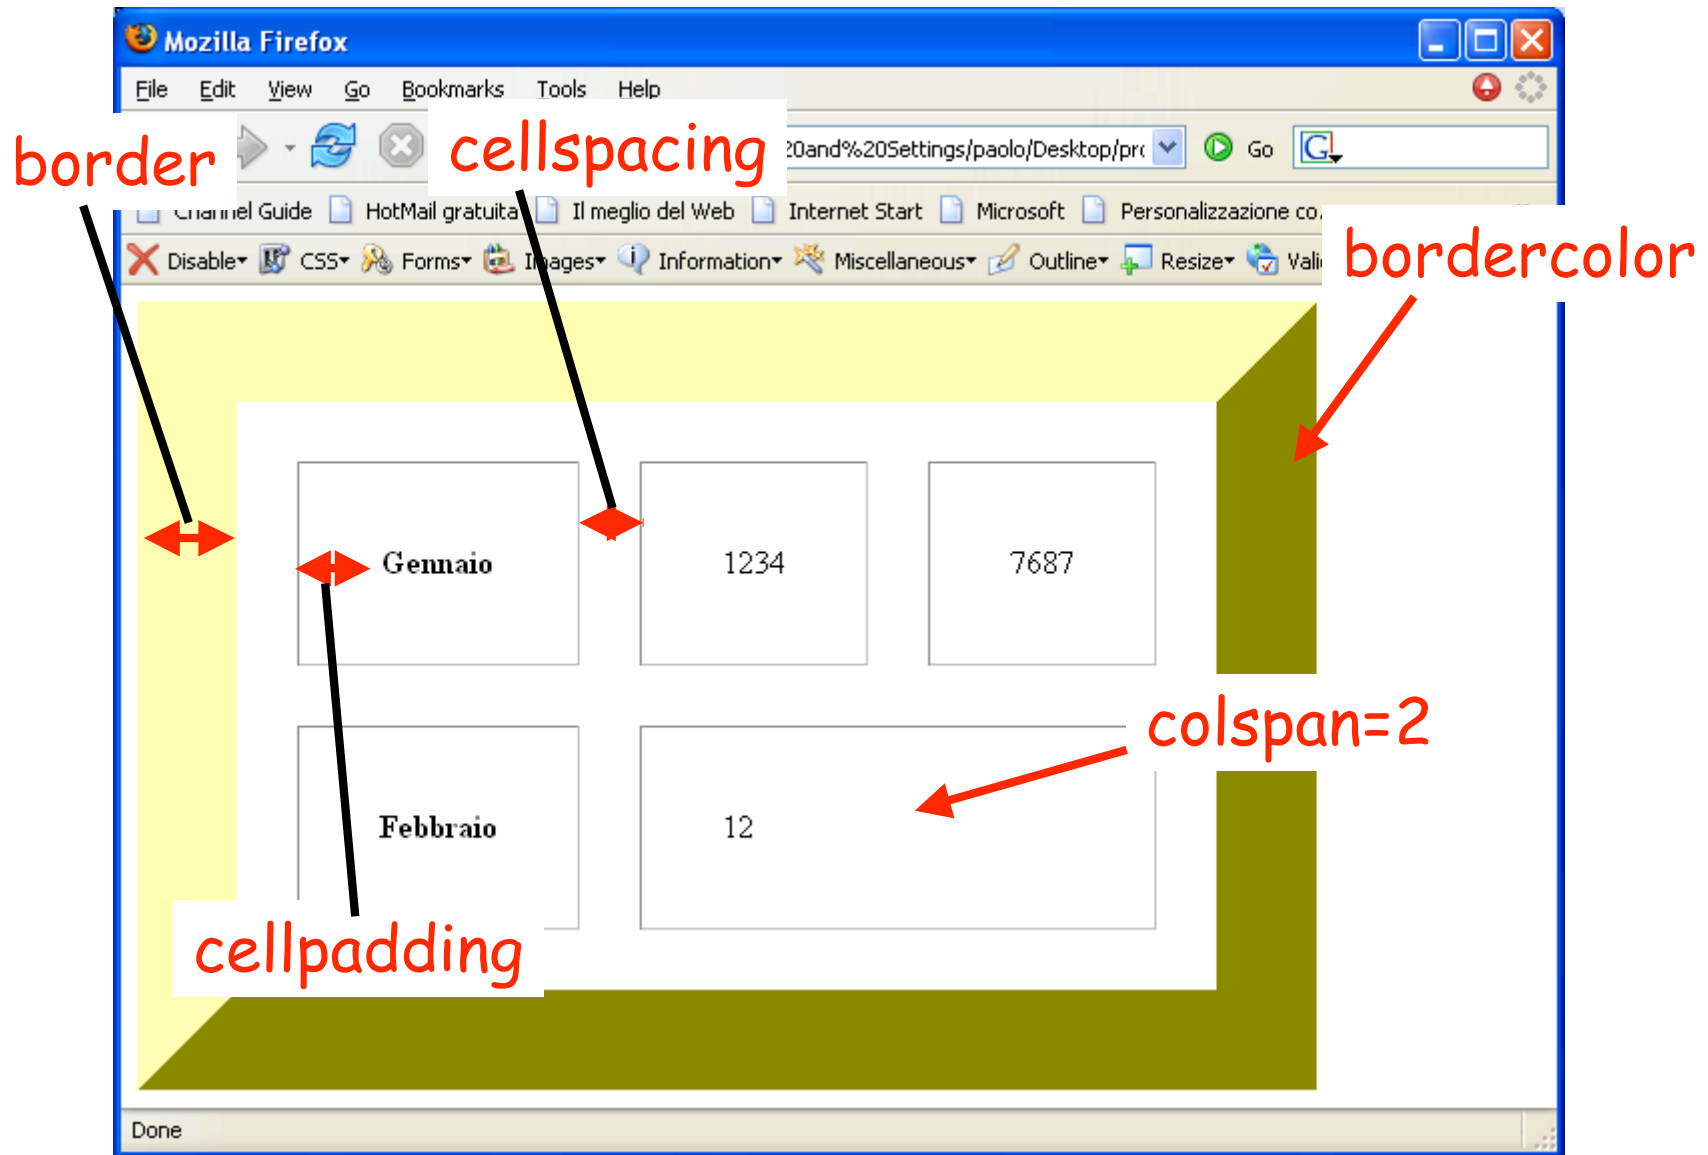 Mozilla Firefox
File Edit View Go Bookmarks Tools Help
border
cellspacing
20and%20Settings/paolo/Desktop/pro
Go
G
Channel Guide HotMail gratuita Il meglio del Web Internet Start Microsoft Personalizzazione co.
bordercolor
Disable CSS Forms Images Information Miscellaneous Outline Resize
Gennaio 1234 7687
colspan=2
Febbraio 12
cellpadding
Done